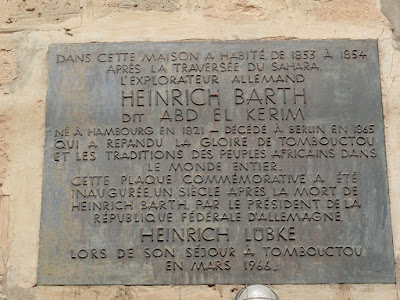 DANS CETTE MAISON A HABITÉ, DE 1853 À 1854
APRÈS LA TRAVERSÉE DU SAHARA
L'EXPLORATEUR ALLEMAND
HEINRICH BARTH
DIT ABD EL KERIM
NÉ À HAMBOURG EN 1821 – DÉCÉDÉ À BERLIN EN 1865
QUI A RÉPANDU LA GLOIRE DE TOMBOUCTOU
ET LES TRADITIONS DES PEUPLES AFRICAINS DANS
LE MONDE ENTIER.
CETTE PLAQUE COMMÉMORATIVE A ÉTÉ
INAUGURÉE, UN SIÈCLE APRÈS LA MORT DE
HEINRICH BARTH, PAR LE PRÉSIDENT DE LA
RÉPUBLIQUE FÉDÉRALE D'ALLEMAGNE
HEINRICH LÜBKE
LORS DE SON SÉJOUR À TOMBOUCTOU
EN MARS 1966.